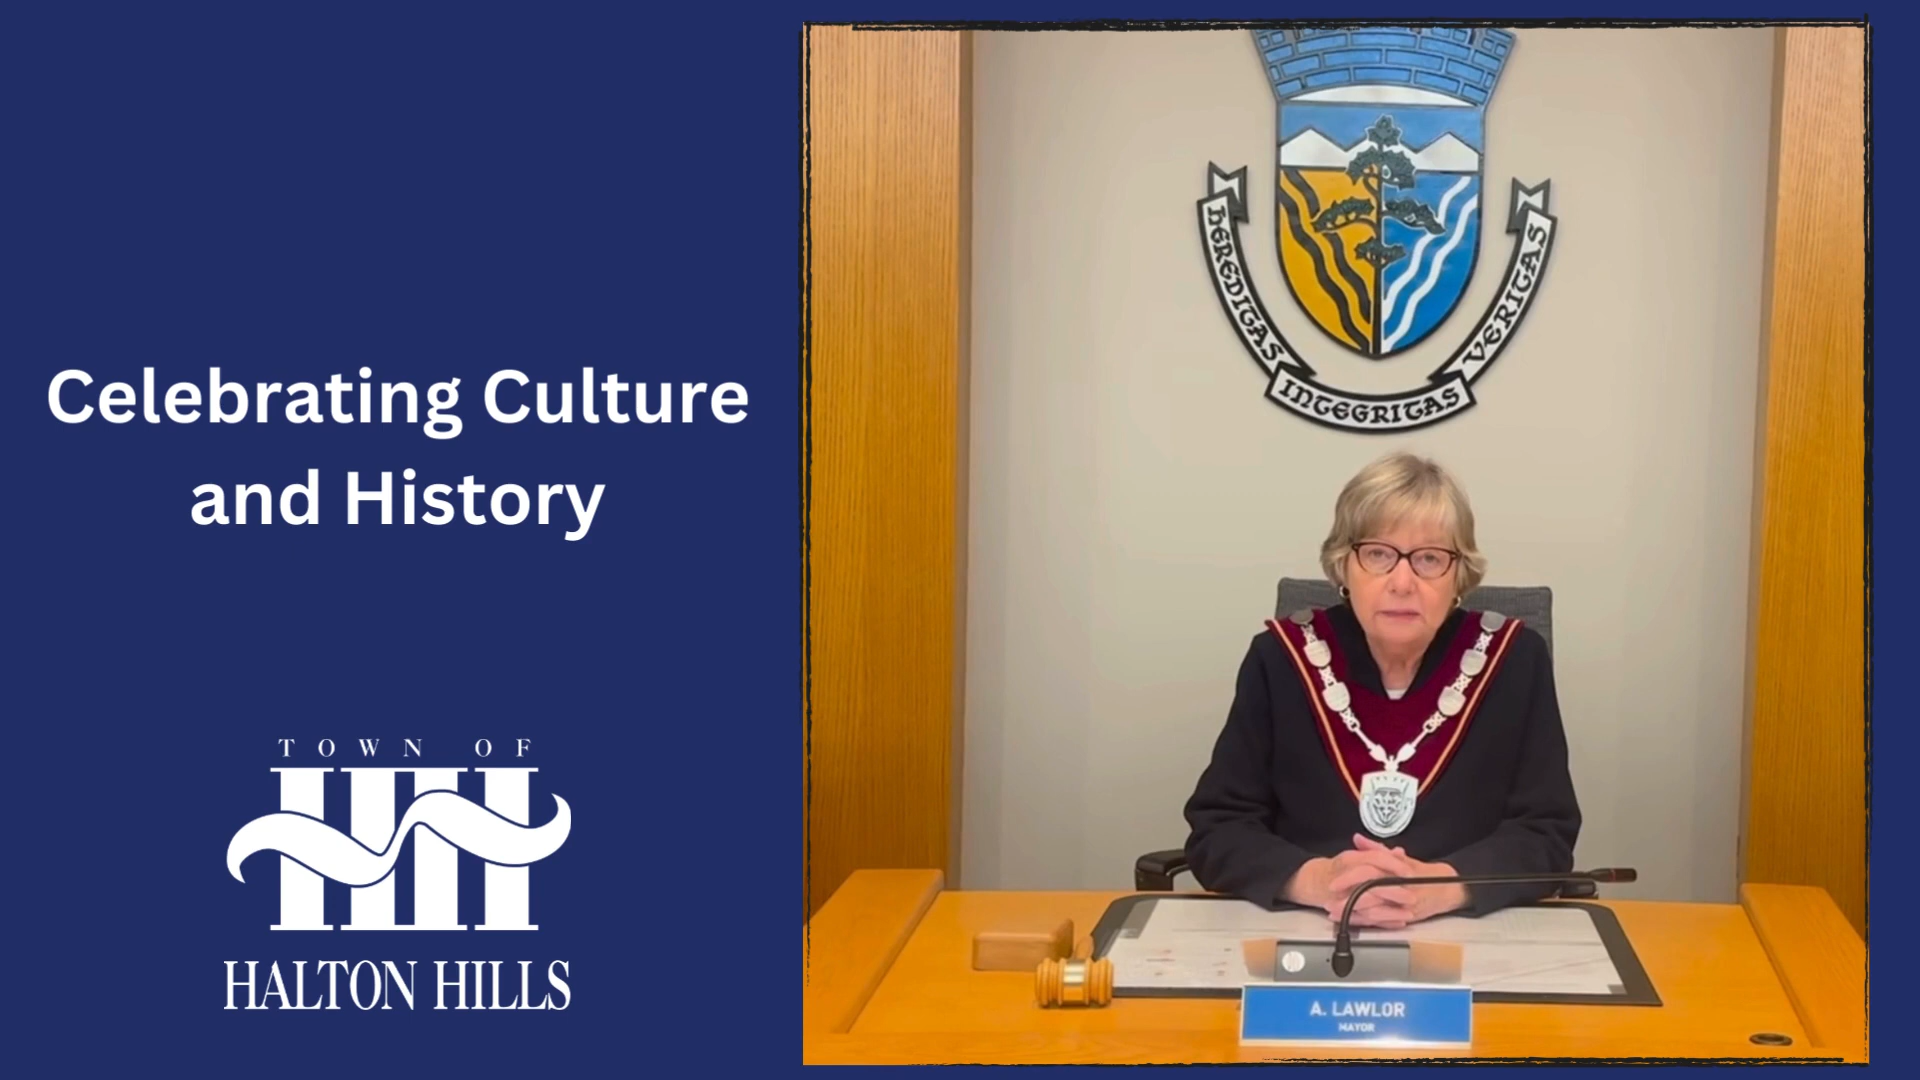 Celebrating Culture
and History
TOWN OF
HALTON HILLS
HEREDITAS
INTEGRITAS
VERITAS
A. LAWLOR
MAYOR